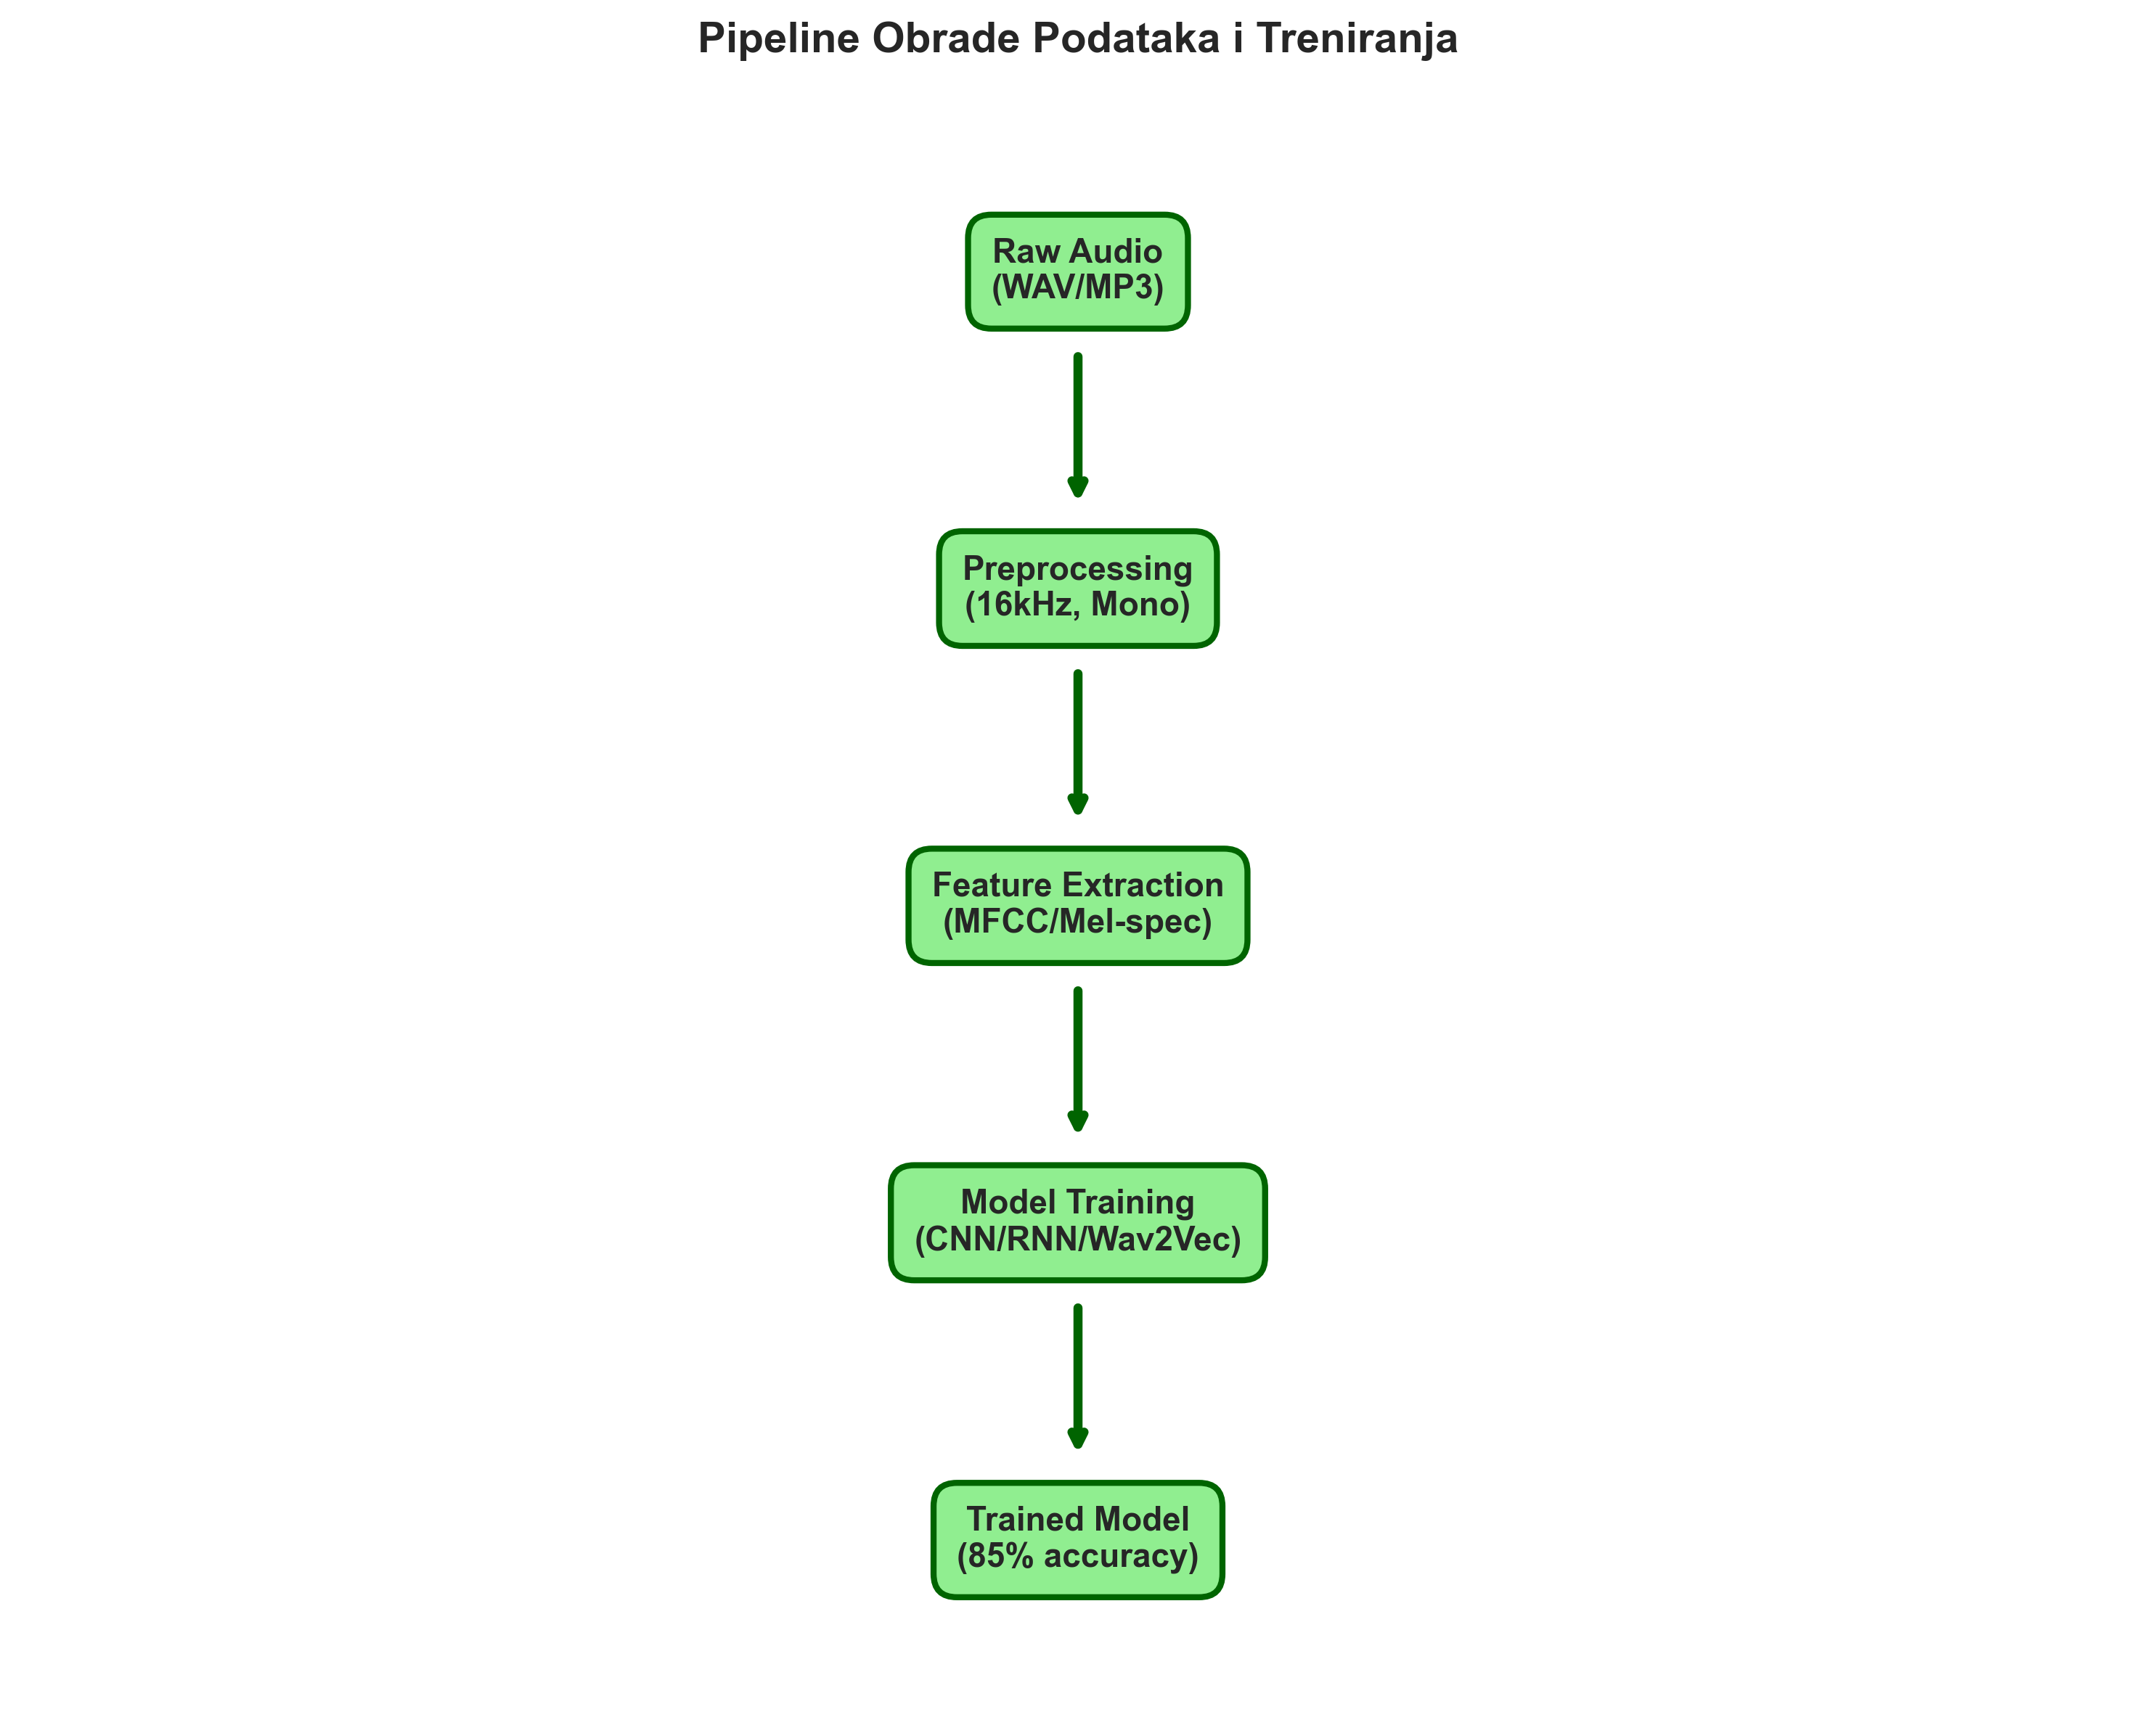 Pipeline Obrade Podataka i Treniranja
Raw Audio
(WAV/MP3)
Preprocessing
(16kHz, Mono)
Feature Extraction
(MFCC/Mel-spec)
Model Training
(CNN/RNN/Wav2Vec)
Trained Model
(85% accuracy)